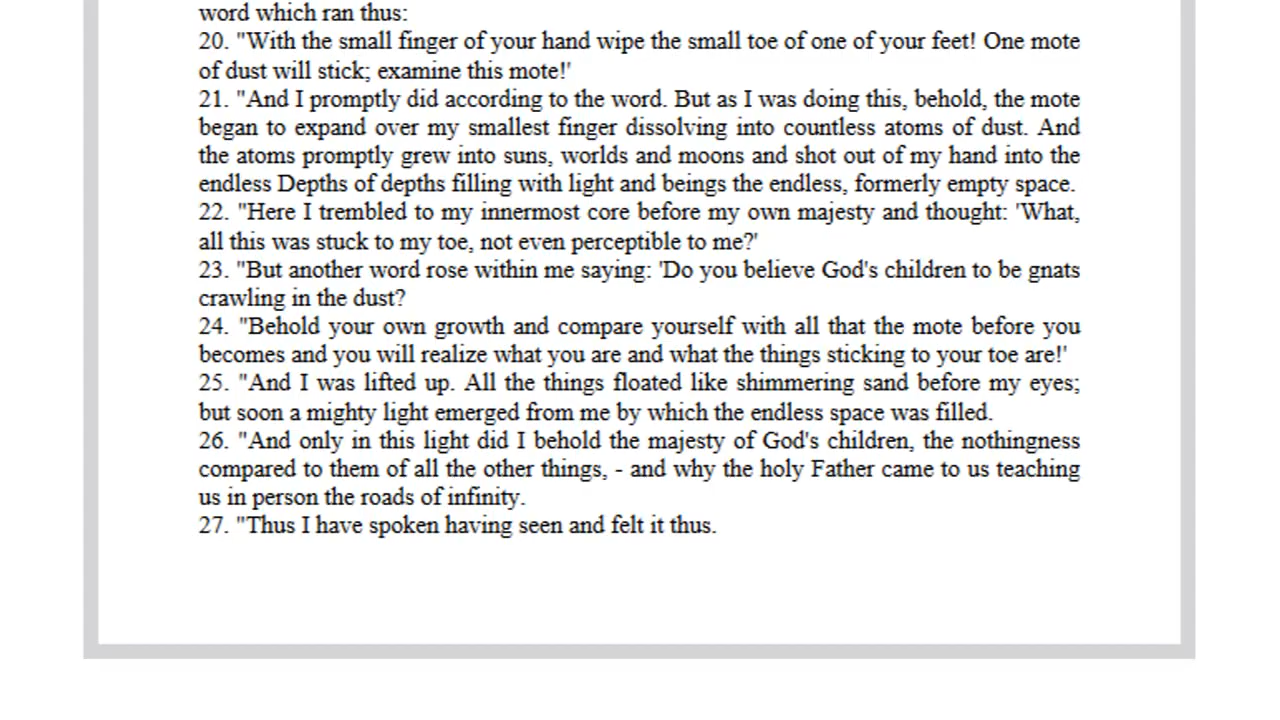 word which ran thus:
20. "With the small finger of your hand wipe the small toe of one of your feet! One mote
of dust will stick; examine this mote!'
21. "And I promptly did according to the word. But as I was doing this, behold, the mote
began to expand over my smallest finger dissolving into countless atoms of dust. And
the atoms promptly grew into suns, worlds and moons and shot out of my hand into the
endless Depths of depths filling with light and beings the endless, formerly empty space.
22. "Here I trembled to my innermost core before my own majesty and thought: 'What,
all this was stuck to my toe, not even perceptible to me?'
23. "But another word rose within me saying: 'Do you believe God's children to be gnats
crawling in the dust?
24. "Behold your own growth and compare yourself with all that the mote before you
becomes and you will realize what you are and what the things sticking to your toe are!'
25. "And I was lifted up. All the things floated like shimmering sand before my eyes;
but soon a mighty light emerged from me by which the endless space was filled.
26. "And only in this light did I behold the majesty of God's children, the nothingness
compared to them of all the other things, - and why the holy Father came to us teaching
us in person the roads of infinity.
27. "Thus I have spoken having seen and felt it thus.